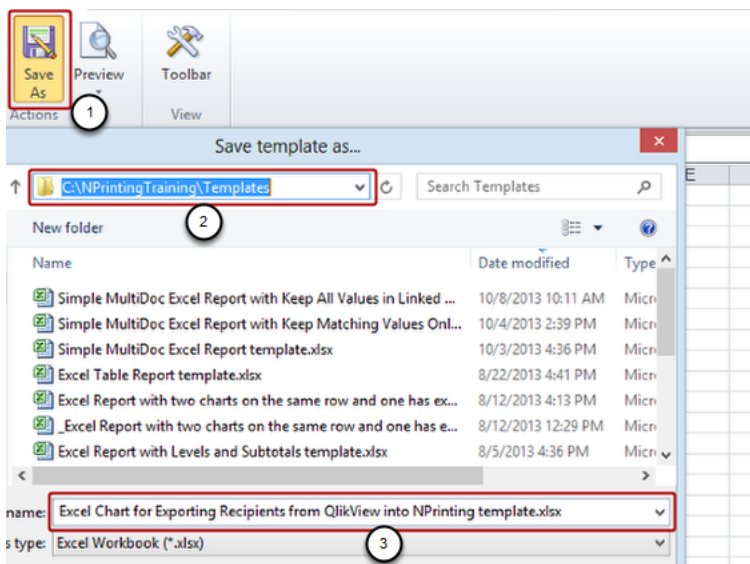 Save
As
Preview
Toolbar
Actions
1
View
Save template as...
×
E
C:\NPrintingTraining\Templates
Search Templates
2
New folder
Name
Date modified
Type
Simple MultiDoc Excel Report with Keep All Values in Linked ...
10/8/2013 10:11 AM
Micr
Simple MultiDoc Excel Report with Keep Matching Values Onl...
10/4/2013 2:39 PM
Micr
Simple MultiDoc Excel Report template.xlsx
10/3/2013 4:36 PM
Micr
Excel Table Report template.xlsx
8/22/2013 4:41 PM
Micr
Excel Report with two charts on the same row and one has ex...
8/12/2013 4:13 PM
Micr
_Excel Report with two charts on the same row and one has e...
8/12/2013 12:29 PM
Micr
Excel Report with Levels and Subtotals template.xlsx
8/5/2013 4:36 PM
Micr
name:
Excel Chart for Exporting Recipients from QlikView into NPrinting template.xlsx
s type:
Excel Workbook (*.xlsx)
3